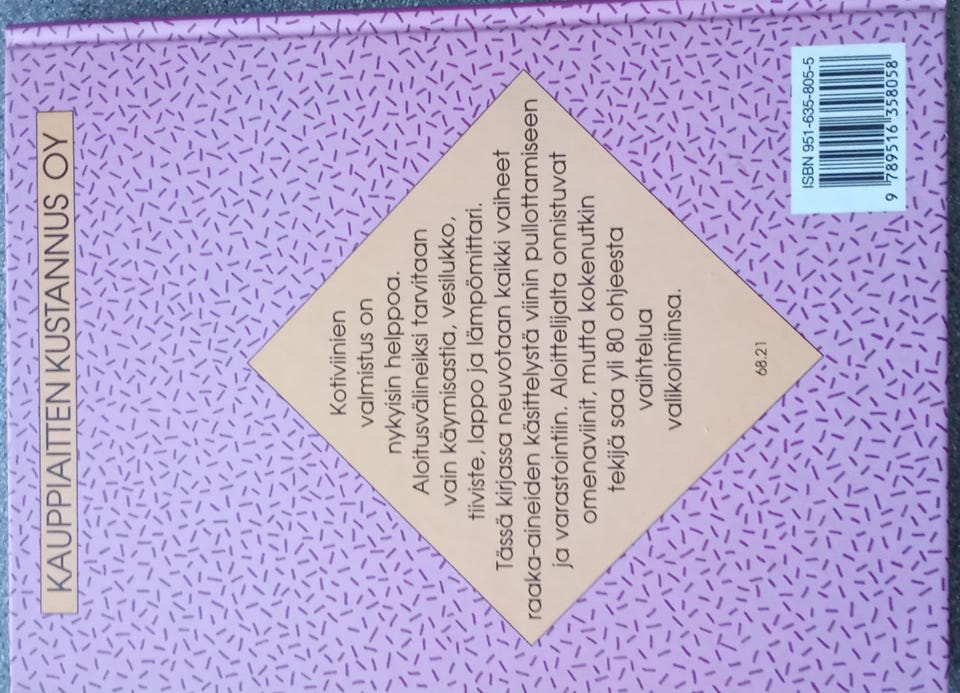 KAUPPIAITTEN KUSTANNUS OY
Kotiviinien
valmistus on
nykyisin helppoa.
Aloitusvälineiksi tarvitaan
vain käymisastia, vesilukko,
tiiviste, lappo ja lämpömittari.
Tässä kirjassa neuvotaan kaikki vaiheet
raaka-aineiden käsittelystä viinin pullottamiseen
ja varastointiin. Aloittelijalta onnistuvat
omenaviinit, mutta kokenutkin
tekijä saa yli 80 ohjeesta
vaihtelua
valikoimiinsa.
68.21
ISBN 951-635-805-5
9 789516 358058